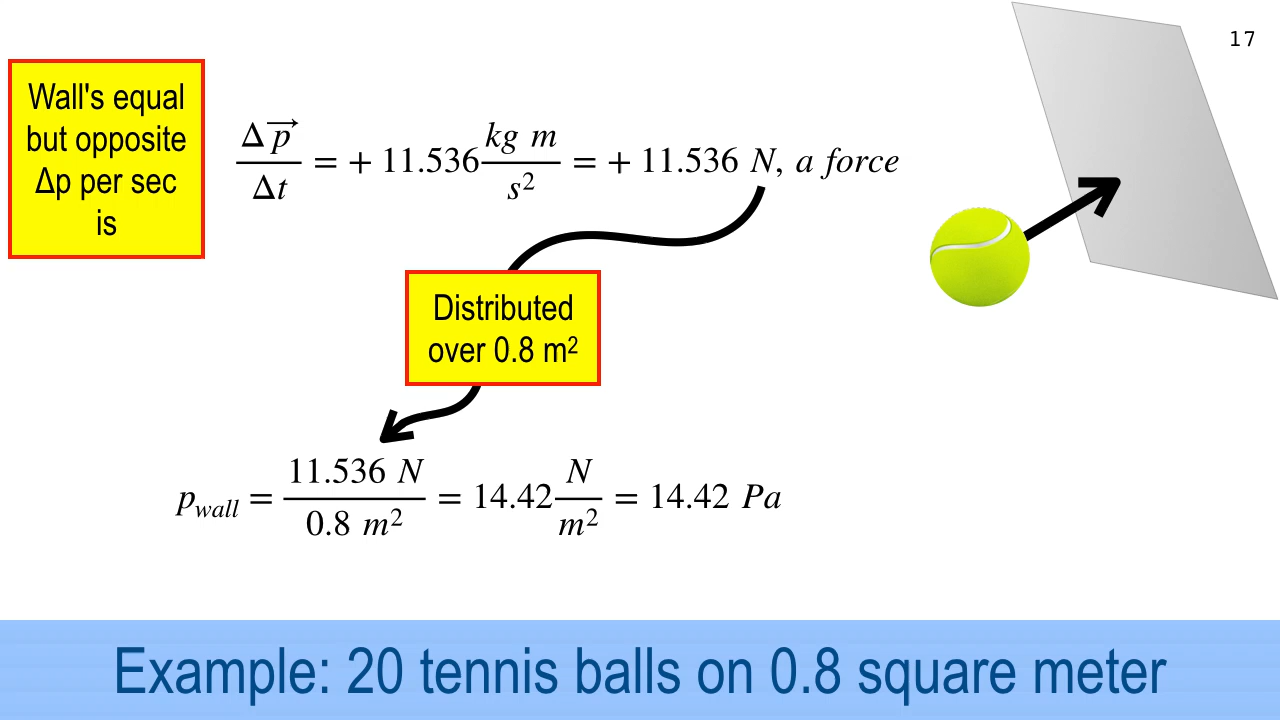 17
Wall's equal
but opposite
Δp per sec
is
Δp⃗/Δt = + 11.536 kg m/s² = + 11.536 N, a force
Distributed
over 0.8 m²
p_wall = 11.536 N/0.8 m² = 14.42 N/m² = 14.42 Pa
Example: 20 tennis balls on 0.8 square meter